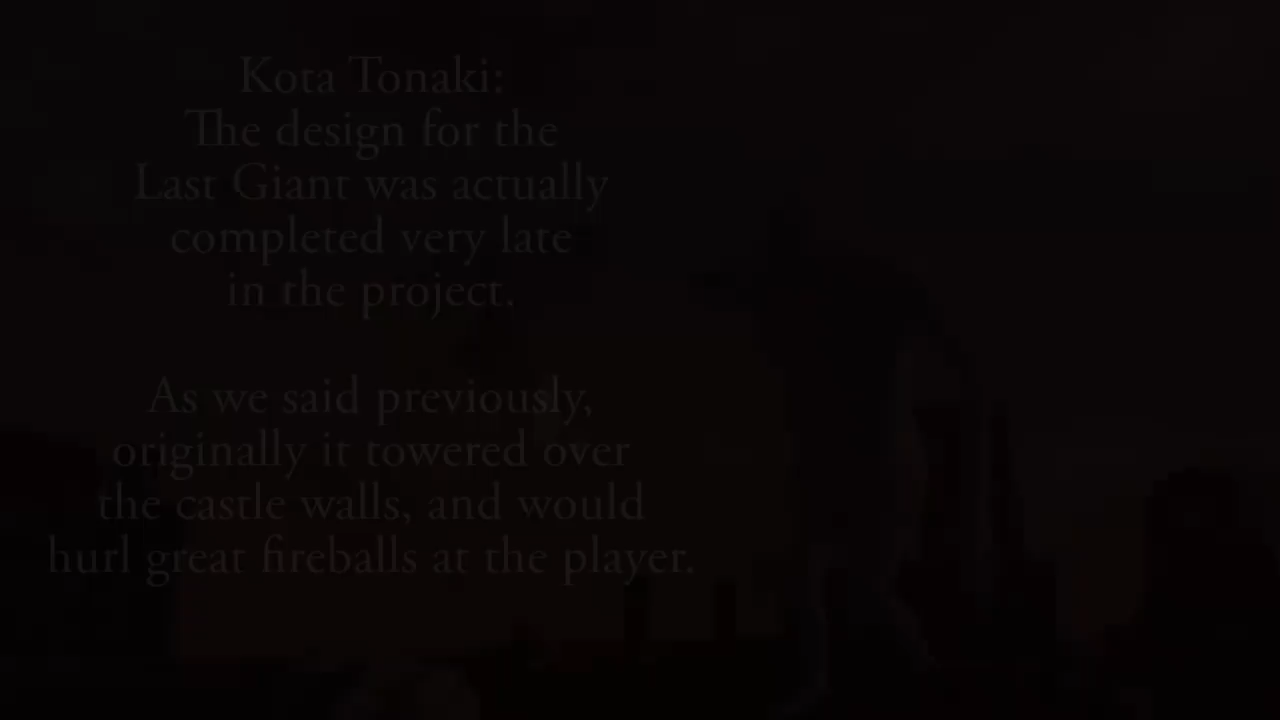 Kota Tonaki:
The design for the
Last Giant was actually
completed very late
in the project.
As we said previously,
originally it towered over
the castle walls, and would
hurl great fireballs at the player.